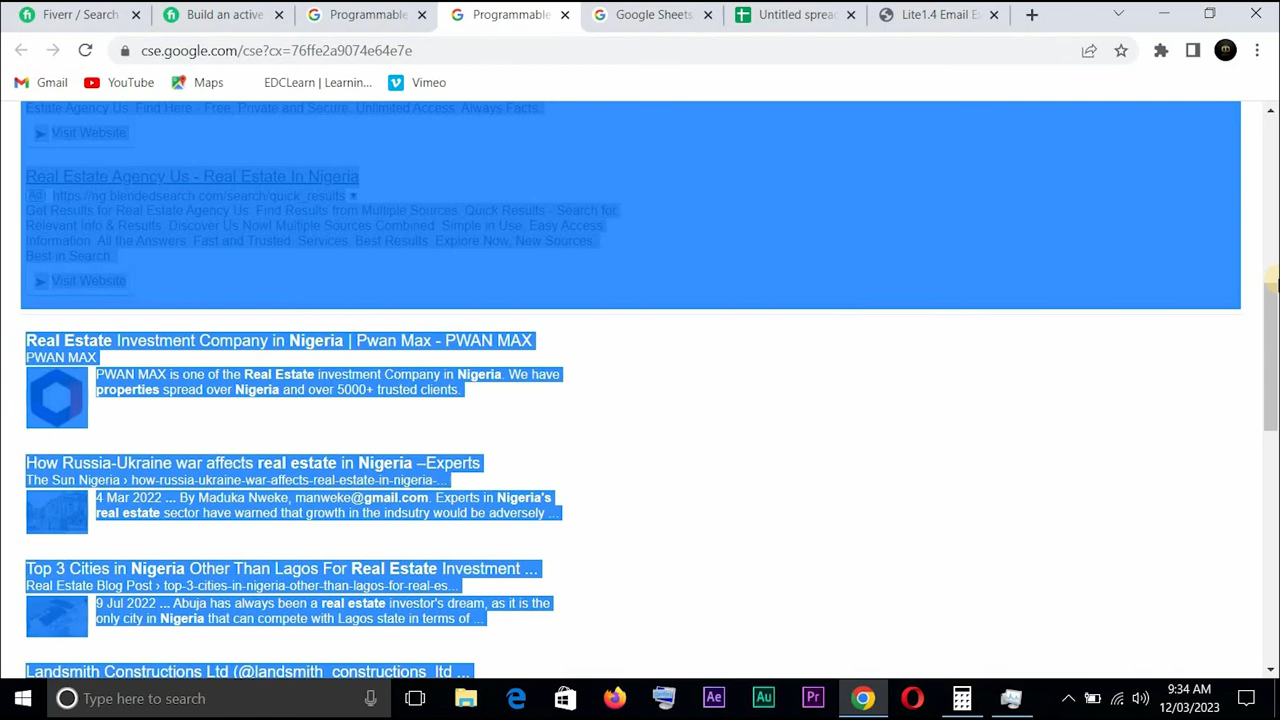 Fiverr / Search
Build an active
Programmable
Programmable
Google Sheets
Untitled sprea
Lite1.4 Email E
cse.google.com/cse?cx=76ffe2a9074e64e7e
Gmail
YouTube
Maps
EDCLearn | Learnin...
Vimeo
Estate Agency Us. Find Here - Free, Private and Secure. Unlimited Access. Always Facts.
Visit Website
Real Estate Agency Us - Real Estate In Nigeria
Ad https://ng.blendedsearch.com/search/quick_results
Get Results for Real Estate Agency Us. Find Results from Multiple Sources. Quick Results - Search for
Relevant Info & Results. Discover Us Now! Multiple Sources Combined. Simple in Use. Easy Access
Information. All the Answers. Fast and Trusted. Services. Best Results. Explore Now, New Sources.
Best in Search.
Visit Website
Real Estate Investment Company in Nigeria | Pwan Max - PWAN MAX
PWAN MAX
PWAN MAX is one of the Real Estate investment Company in Nigeria. We have
properties spread over Nigeria and over 5000+ trusted clients.
How Russia-Ukraine war affects real estate in Nigeria –Experts
The Sun Nigeria › how-russia-ukraine-war-affects-real-estate-in-nigeria-...
4 Mar 2022 ... By Maduka Nweke, manweke@gmail.com. Experts in Nigeria's
real estate sector have warned that growth in the indsutry would be adversely ...
Top 3 Cities in Nigeria Other Than Lagos For Real Estate Investment ...
Real Estate Blog Post › top-3-cities-in-nigeria-other-than-lagos-for-real-es...
9 Jul 2022 ... Abuja has always been a real estate investor's dream, as it is the
only city in Nigeria that can compete with Lagos state in terms of ...
Landsmith Constructions Ltd (@landsmith_constructions_ltd ...
Type here to search
Ae
Au
Pr
9:34 AM
12/03/2023